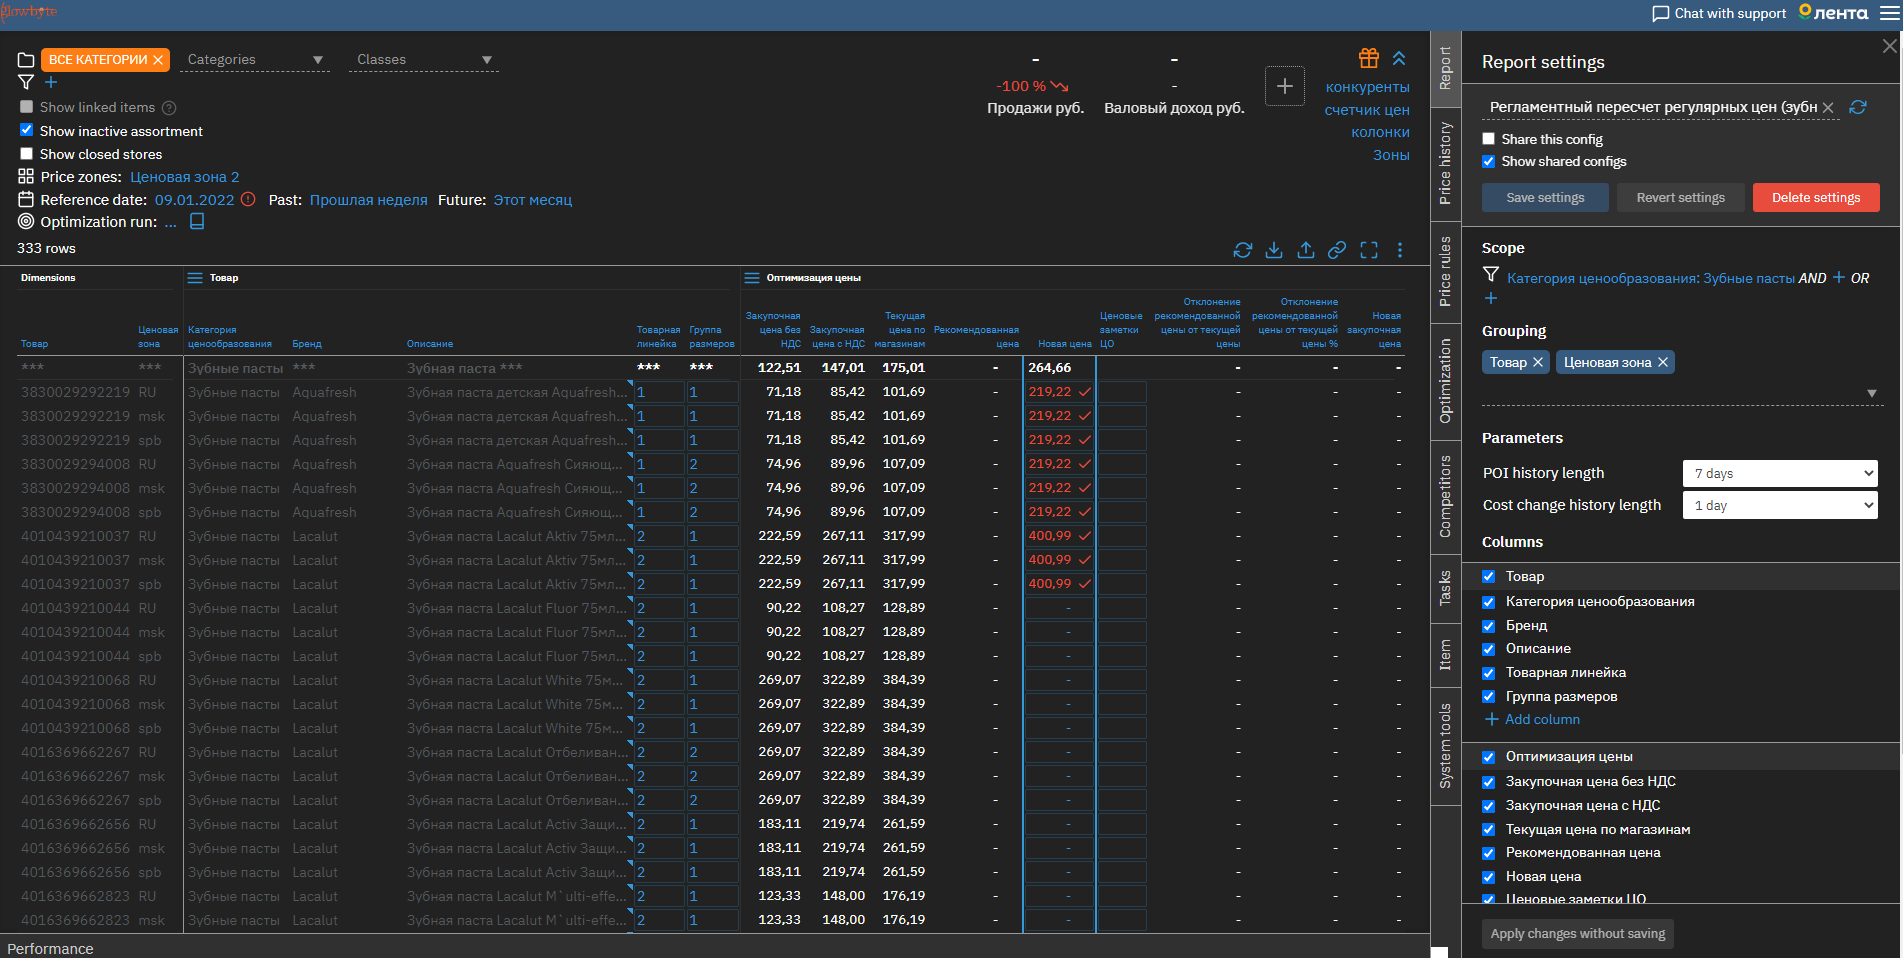 glowbyte
Chat with support
лента
ВСЕ КАТЕГОРИИ
Categories
Classes
Show linked items
Show inactive assortment
Show closed stores
Price zones: Ценовая зона 2
Reference date: 09.01.2022 Past: Прошлая неделя Future: Этот месяц
Optimization run: ...
333 rows
-
-100 %
Продажи руб.
-
-
Валовый доход руб.
конкуренты
счетчик цен
колонки
Зоны
Dimensions
Товар
Оптимизация цены
Товар
Ценовая зона
Категория ценообразования
Бренд
Описание
Товарная линейка
Группа размеров
Закупочная цена без НДС
Закупочная цена с НДС
Текущая цена по магазинам
Рекомендованная цена
Новая цена
Ценовые заметки ЦО
Отклонение рекомендованной цены от текущей цены
Отклонение рекомендованной цены от текущей цены %
Новая закупочная цена
*** *** Зубные пасты *** Зубная паста *** *** *** 122,51 147,01 175,01 - 264,66 - - -
3830029292219 RU Зубные пасты Aquafresh Зубная паста детская Aquafresh... 1 1 71,18 85,42 101,69 - 219,22 - - -
3830029292219 msk Зубные пасты Aquafresh Зубная паста детская Aquafresh... 1 1 71,18 85,42 101,69 - 219,22 - - -
3830029292219 spb Зубные пасты Aquafresh Зубная паста детская Aquafresh... 1 1 71,18 85,42 101,69 - 219,22 - - -
3830029294008 RU Зубные пасты Aquafresh Зубная паста Aquafresh Сияющ... 1 2 74,96 89,96 107,09 - 219,22 - - -
3830029294008 msk Зубные пасты Aquafresh Зубная паста Aquafresh Сияющ... 1 2 74,96 89,96 107,09 - 219,22 - - -
3830029294008 spb Зубные пасты Aquafresh Зубная паста Aquafresh Сияющ... 1 2 74,96 89,96 107,09 - 219,22 - - -
4010439210037 RU Зубные пасты Lacalut Зубная паста Lacalut Aktiv 75мл... 2 1 222,59 267,11 317,99 - 400,99 - - -
4010439210037 msk Зубные пасты Lacalut Зубная паста Lacalut Aktiv 75мл... 2 1 222,59 267,11 317,99 - 400,99 - - -
4010439210037 spb Зубные пасты Lacalut Зубная паста Lacalut Aktiv 75мл... 2 1 222,59 267,11 317,99 - 400,99 - - -
4010439210044 RU Зубные пасты Lacalut Зубная паста Lacalut Fluor 75мл... 2 1 90,22 108,27 128,89 - - - - -
4010439210044 msk Зубные пасты Lacalut Зубная паста Lacalut Fluor 75мл... 2 1 90,22 108,27 128,89 - - - - -
4010439210044 spb Зубные пасты Lacalut Зубная паста Lacalut Fluor 75мл... 2 1 90,22 108,27 128,89 - - - - -
4010439210068 RU Зубные пасты Lacalut Зубная паста Lacalut White 75м... 2 1 269,07 322,89 384,39 - - - - -
4010439210068 msk Зубные пасты Lacalut Зубная паста Lacalut White 75м... 2 1 269,07 322,89 384,39 - - - - -
4010439210068 spb Зубные пасты Lacalut Зубная паста Lacalut White 75м... 2 1 269,07 322,89 384,39 - - - - -
4016369662267 RU Зубные пасты Lacalut Зубная паста Lacalut Отбеливан... 2 2 269,07 322,89 384,39 - - - - -
4016369662267 msk Зубные пасты Lacalut Зубная паста Lacalut Отбеливан... 2 2 269,07 322,89 384,39 - - - - -
4016369662267 spb Зубные пасты Lacalut Зубная паста Lacalut Отбеливан... 2 2 269,07 322,89 384,39 - - - - -
4016369662656 RU Зубные пасты Lacalut Зубная паста Lacalut Activ Защи... 2 1 183,11 219,74 261,59 - - - - -
4016369662656 msk Зубные пасты Lacalut Зубная паста Lacalut Activ Защи... 2 1 183,11 219,74 261,59 - - - - -
4016369662656 spb Зубные пасты Lacalut Зубная паста Lacalut Activ Защи... 2 1 183,11 219,74 261,59 - - - - -
4016369662823 RU Зубные пасты Lacalut Зубная паста Lacalut M`ulti-effe... 2 1 123,33 148,00 176,19 - - - - -
4016369662823 msk Зубные пасты Lacalut Зубная паста Lacalut M`ulti-effe... 2 1 123,33 148,00 176,19 - - - - -
Performance
Report
Price history
Price rules
Optimization
Competitors
Tasks
Item
System tools
Report settings
Регламентный пересчет регулярных цен (зубн
Share this config
Show shared configs
Save settings
Revert settings
Delete settings
Scope
Категория ценообразования: Зубные пасты AND + OR
+
Grouping
Товар
Ценовая зона
Parameters
POI history length 7 days
Cost change history length 1 day
Columns
Товар
Категория ценообразования
Бренд
Описание
Товарная линейка
Группа размеров
+ Add column
Оптимизация цены
Закупочная цена без НДС
Закупочная цена с НДС
Текущая цена по магазинам
Рекомендованная цена
Новая цена
Ценовые заметки ЦО
Apply changes without saving